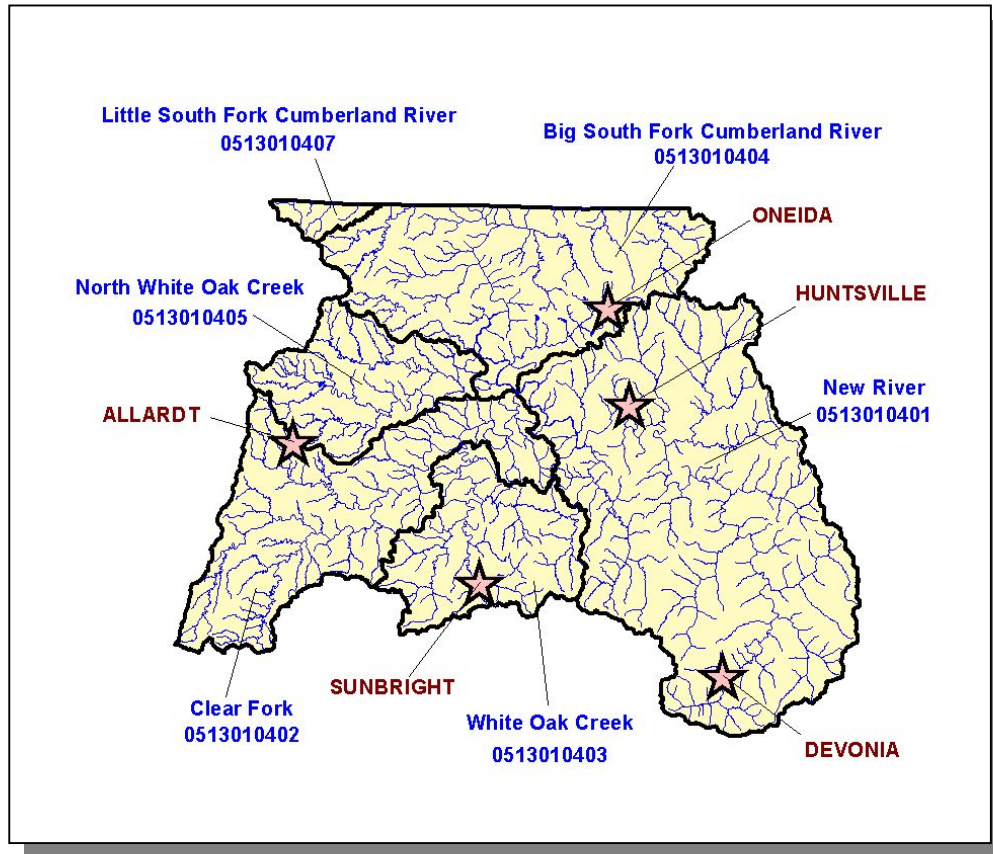 Little South Fork Cumberland River
0513010407
Big South Fork Cumberland River
0513010404
ONEIDA
North White Oak Creek
0513010405
HUNTSVILLE
ALLARDT
New River
0513010401
SUNBRIGHT
Clear Fork
0513010402
White Oak Creek
0513010403
DEVONIA